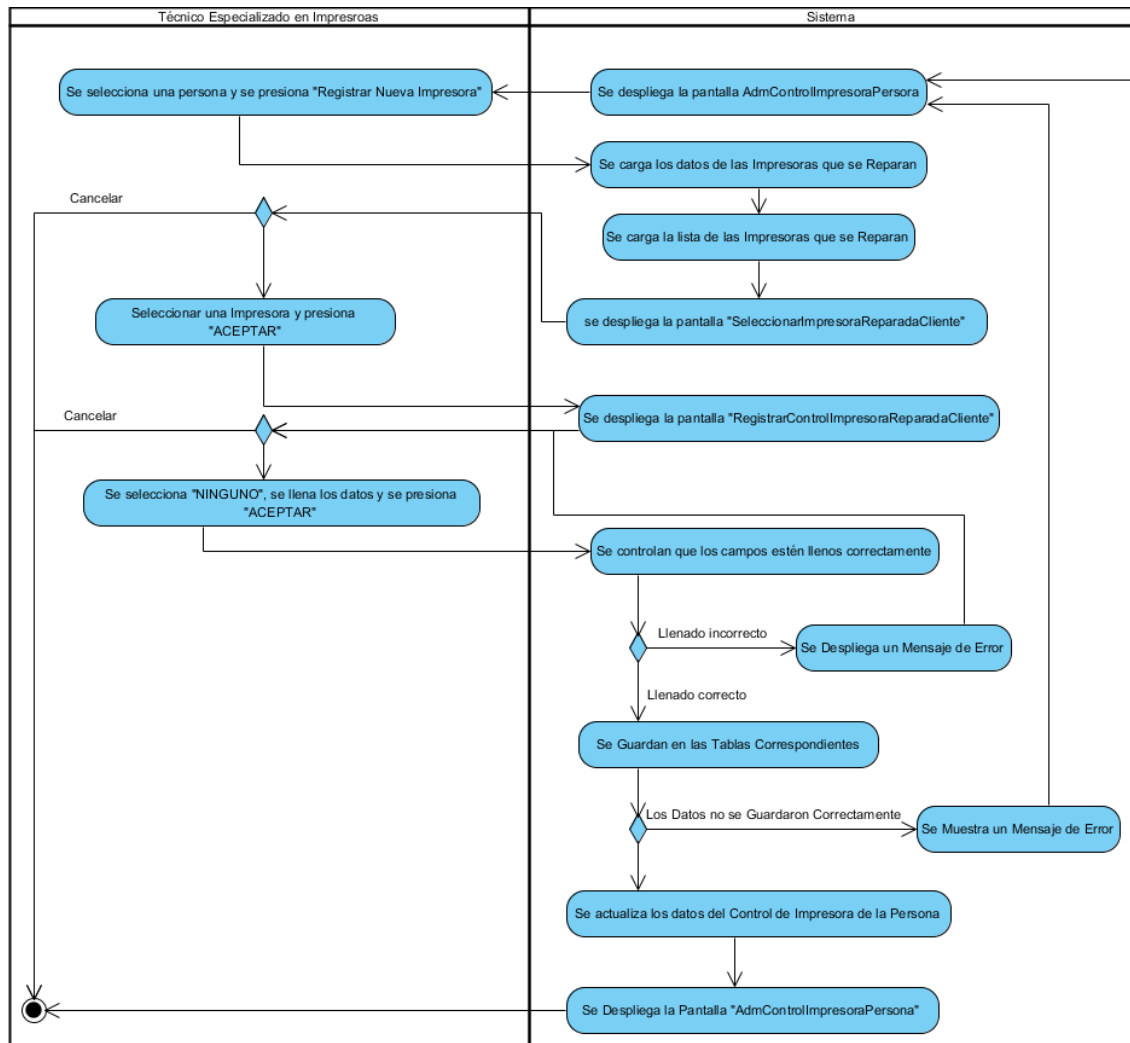 Técnico Especializado en Impresroas
Sistema
Se selecciona una persona y se presiona "Registrar Nueva Impresora"
Se despliega la pantalla AdmControlImpresoraPersora
Se carga los datos de las Impresoras que se Reparan
Cancelar
Se carga la lista de las Impresoras que se Reparan
Seleccionar una Impresora y presiona
"ACEPTAR"
se despliega la pantalla "SeleccionarImpresoraReparadaCliente"
Cancelar
Se despliega la pantalla "RegistrarControlImpresoraReparadaCliente"
Se selecciona "NINGUNO", se llena los datos y se presiona
"ACEPTAR"
Se controlan que los campos estén llenos correctamente
Llenado incorrecto
Se Despliega un Mensaje de Error
Llenado correcto
Se Guardan en las Tablas Correspondientes
Los Datos no se Guardaron Correctamente
Se Muestra un Mensaje de Error
Se actualiza los datos del Control de Impresora de la Persona
Se Despliega la Pantalla "AdmControlImpresoraPersona"